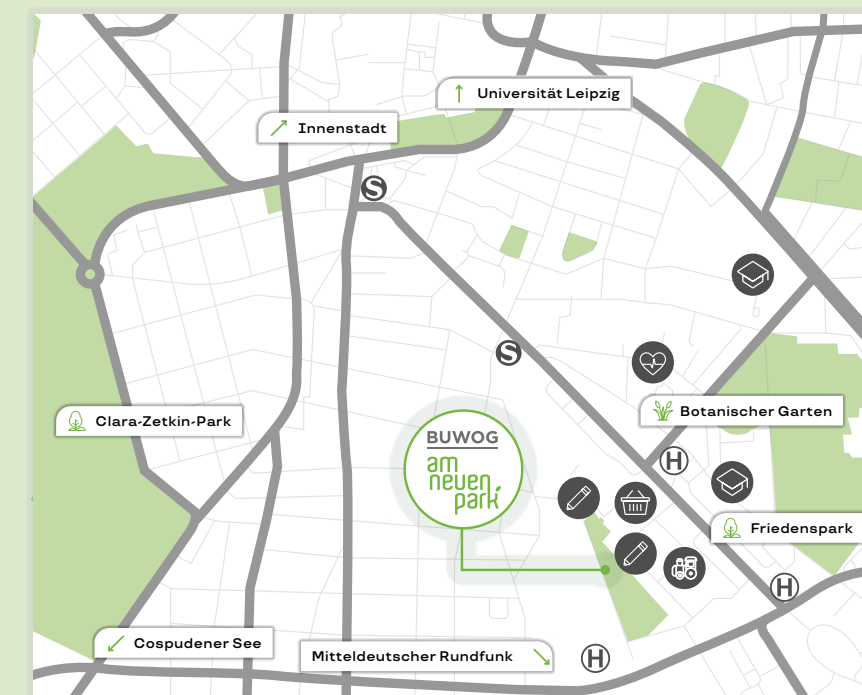 Universität Leipzig
Innenstadt
S
S
Clara-Zetkin-Park
Botanischer Garten
BUWOG
am
neuen
park
H
Friedenspark
H
Cospudener See
Mitteldeutscher Rundfunk
H